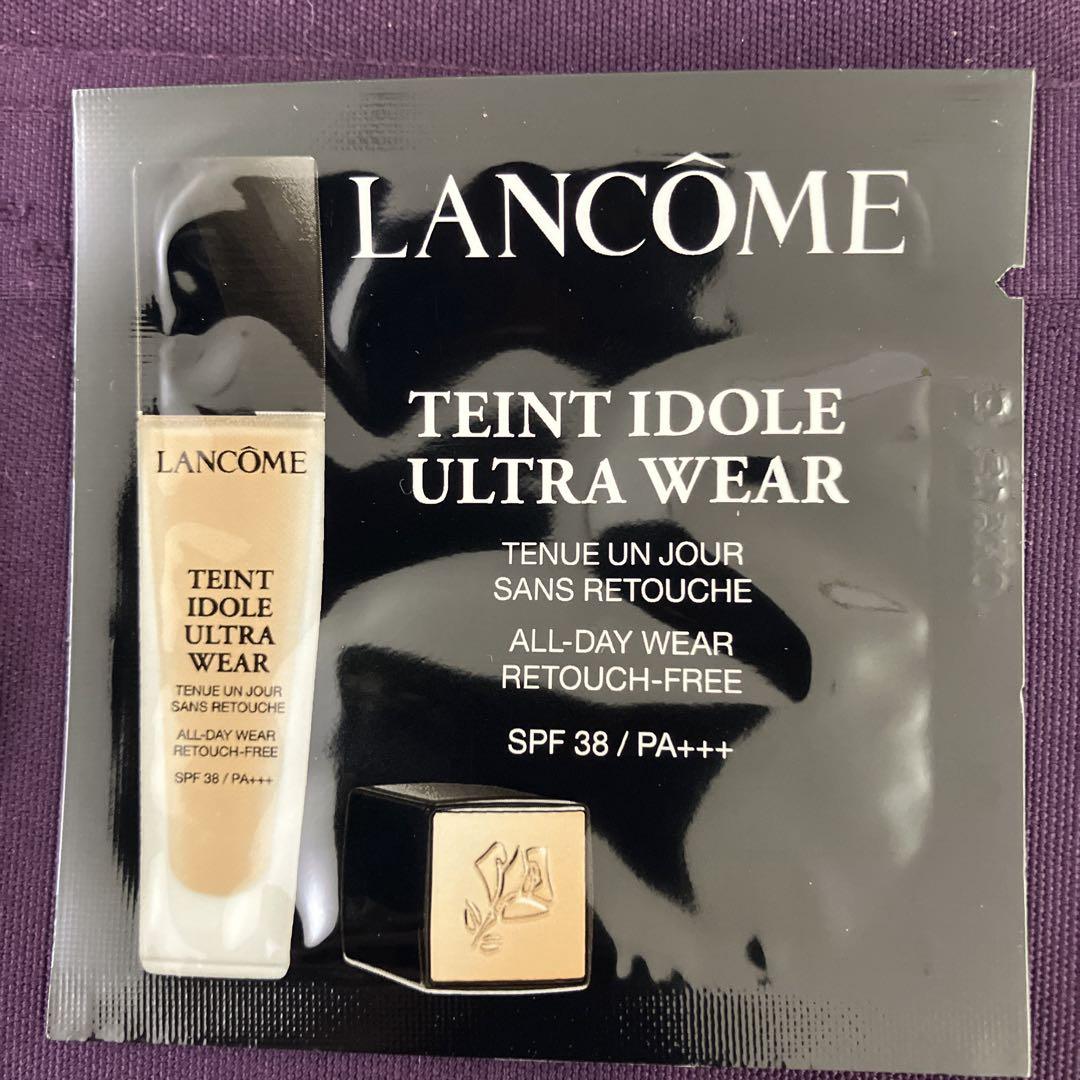 LANCÔME
TEINT IDOLE
ULTRA WEAR
TENUE UN JOUR
SANS RETOUCHE
ALL-DAY WEAR
RETOUCH-FREE
SPF 38 / PA+++
LANCÔME
TEINT
IDOLE
ULTRA
WEAR
TENUE UN JOUR
SANS RETOUCHE
ALL-DAY WEAR
RETOUCH-FREE
SPF 38 / PA+++